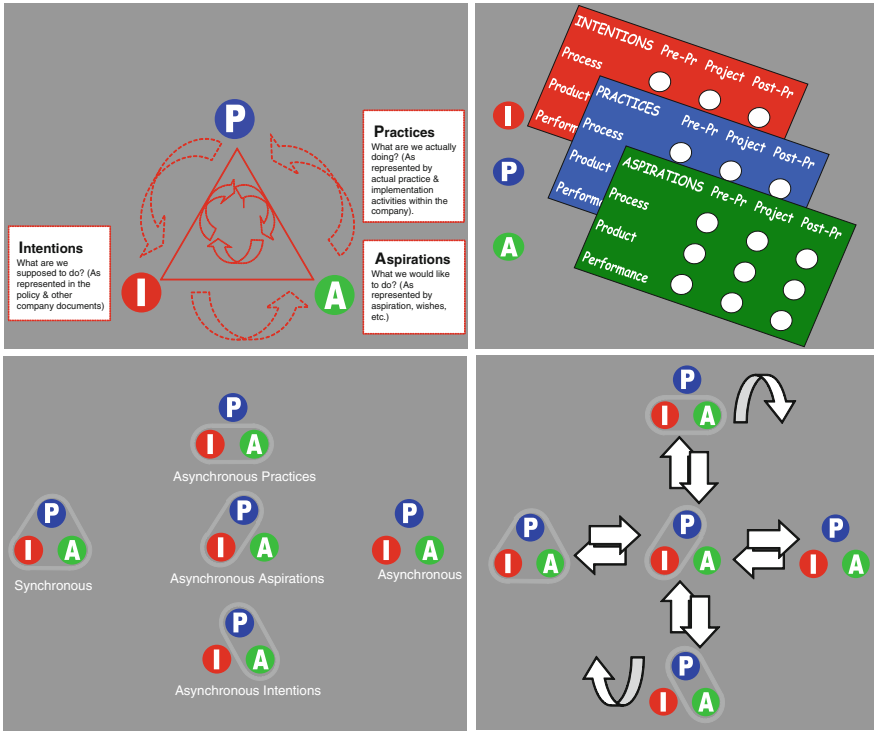 P
Practices
What are we actually
doing? (As
represented by
actual practice &
implementation
activities within the
company).
Intentions
What are we
supposed to do? (As
represented in the
policy & other
company documents)
Aspirations
What we would like
to do? (As
represented by
aspiration, wishes,
etc.)
I
A
INTENTIONS Pre-Pr Project Post-Pr
Process
Product
Perform
PRACTICES Pre-Pr Project Post-Pr
Process
Product
Performa
ASPIRATIONS Pre-Pr Project Post-Pr
Process
Product
Performance
I
P
A
P
I A
Asynchronous Practices
P
I A
Synchronous
P
I A
Asynchronous Aspirations
P
I A
Asynchronous
P
I A
Asynchronous Intentions
P
I A
P
I A
P
I A
P
I A
P
I A